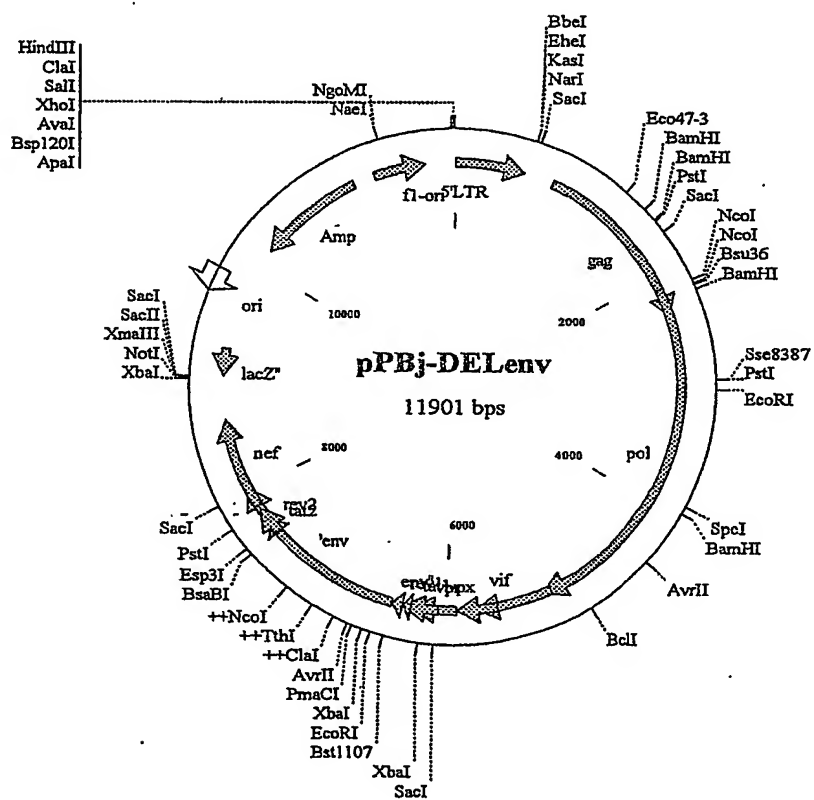 HindIII
ClaI
SalI
XhoI
AvaI
Bsp120I
ApaI
NgoMI
NaeI
BbeI
EheI
KasI
NarI
SacI
Eco47-3
BamHI
BamHI
PstI
SacI
NcoI
NcoI
Bsu36
BamHI
f1-ori
5'LTR
Amp
gag
ori
10000
2000
SacI
SacII
XmaIII
NotI
XbaI
lacZ"
pPBj-DELenv
11901 bps
Sse8387
PstI
EcoRI
nef
8000
4000
pol
rev2
tat2
'env
6000
vif
SpeI
BamHI
AvrII
BclI
SacI
PstI
Esp3I
BsaBI
++NcoI
++TthI
++ClaI
AvrII
PmaCI
XbaI
EcoRI
Bst1107
XbaI
SacI